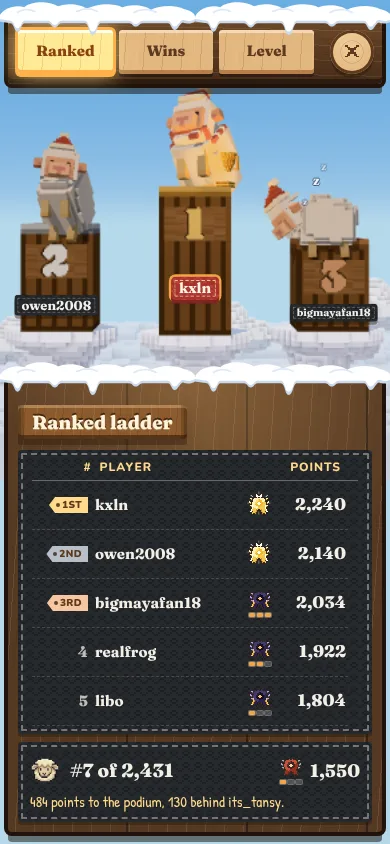 Ranked Wins Level
z
z
z
1
2
3
kxln
owen2008
bigmayafan18
Ranked ladder
# PLAYER POINTS
1ST kxln 2,240
2ND owen2008 2,140
3RD bigmayafan18 2,034
4 realfrog 1,922
5 libo 1,804
#7 of 2,431 1,550
484 points to the podium, 130 behind its_tansy.